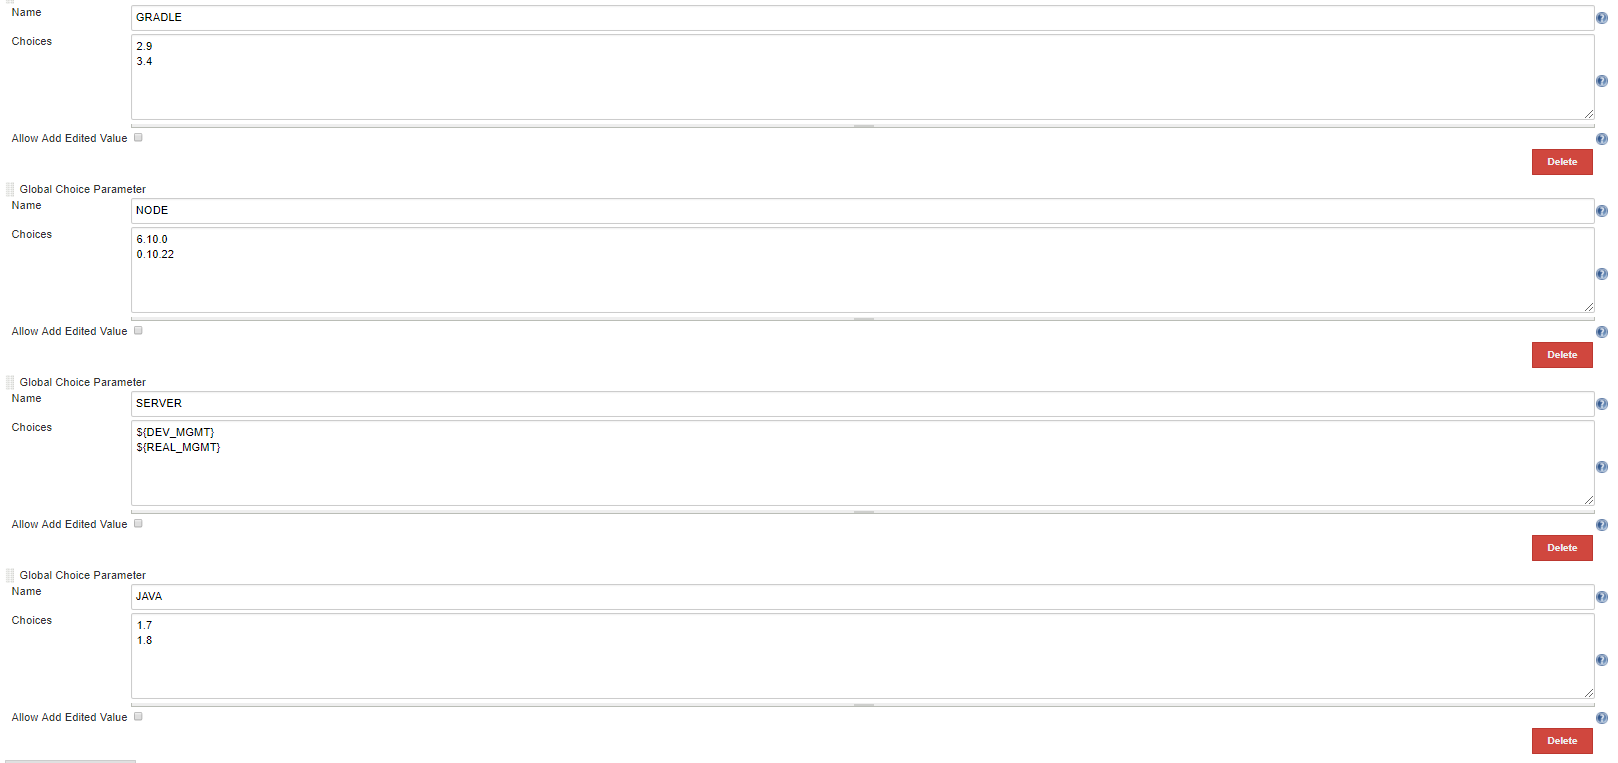 Name GRADLE
Choices 2.9
3.4
Allow Add Edited Value
Delete
Global Choice Parameter
Name NODE
Choices 6.10.0
0.10.22
Allow Add Edited Value
Delete
Global Choice Parameter
Name SERVER
Choices ${DEV_MGMT}
${REAL_MGMT}
Allow Add Edited Value
Delete
Global Choice Parameter
Name JAVA
Choices 1.7
1.8
Allow Add Edited Value
Delete